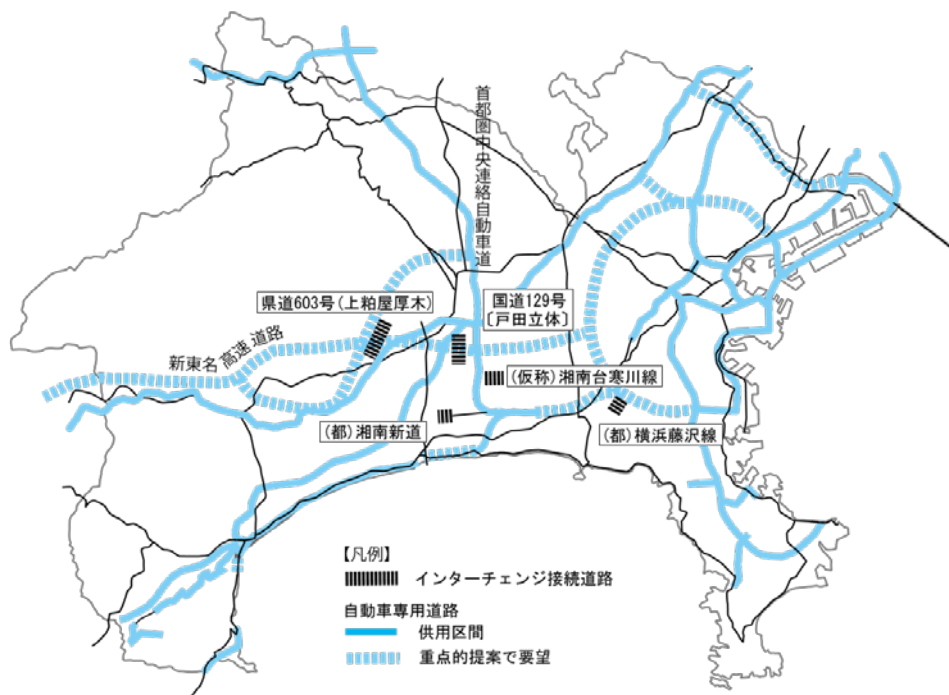 首都圏中央連絡自動車道
県道603号(上粕屋厚木)
国道129号
〔戸田立体〕
新東名高速道路
(仮称)湘南台寒川線
(都)湘南新道
(都)横浜藤沢線
【凡例】
インターチェンジ接続道路
自動車専用道路
供用区間
重点的提案で要望